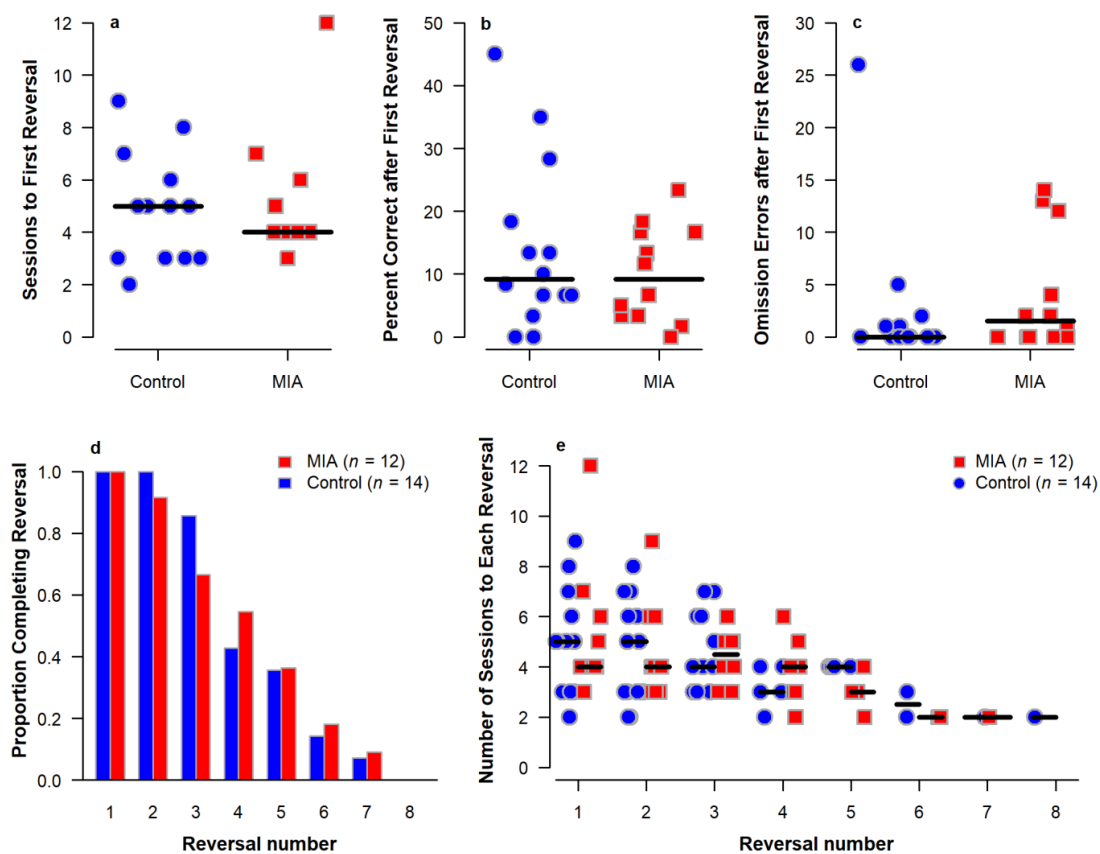 a
Sessions to First Reversal
12
10
8
6
4
2
0
Control
MIA
b
Percent Correct after First Reversal
50
40
30
20
10
0
Control
MIA
c
Omission Errors after First Reversal
30
25
20
15
10
5
0
Control
MIA
d
MIA (n = 12)
Control (n = 14)
Proportion Completing Reversal
1.0
0.8
0.6
0.4
0.2
0.0
1 2 3 4 5 6 7 8
Reversal number
e
MIA (n = 12)
Control (n = 14)
Number of Sessions to Each Reversal
12
10
8
6
4
2
0
1 2 3 4 5 6 7 8
Reversal number